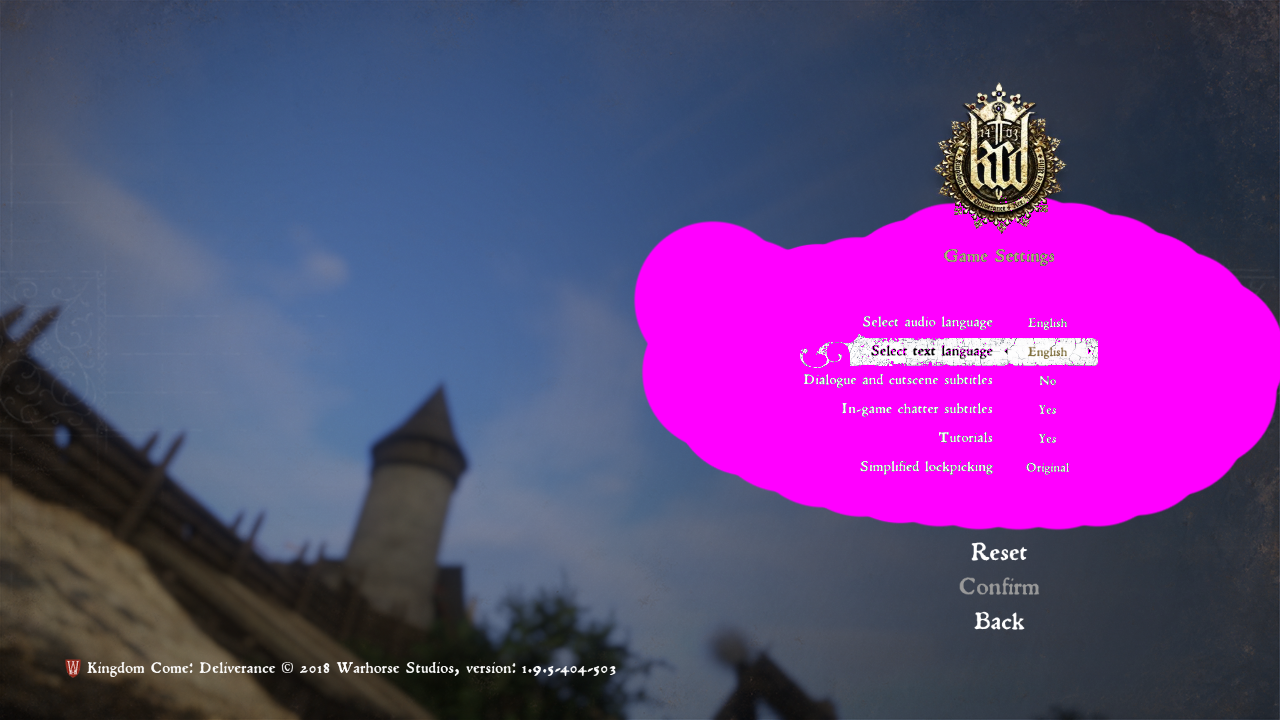 14 03
Game Settings
Select audio language English
Select text language English
Dialogue and cutscene subtitles No
In-game chatter subtitles Yes
Tutorials Yes
Simplified lockpicking Original
Reset
Confirm
Back
Kingdom Come: Deliverance © 2018 Warhorse Studios, version: 1.9.5-404-503